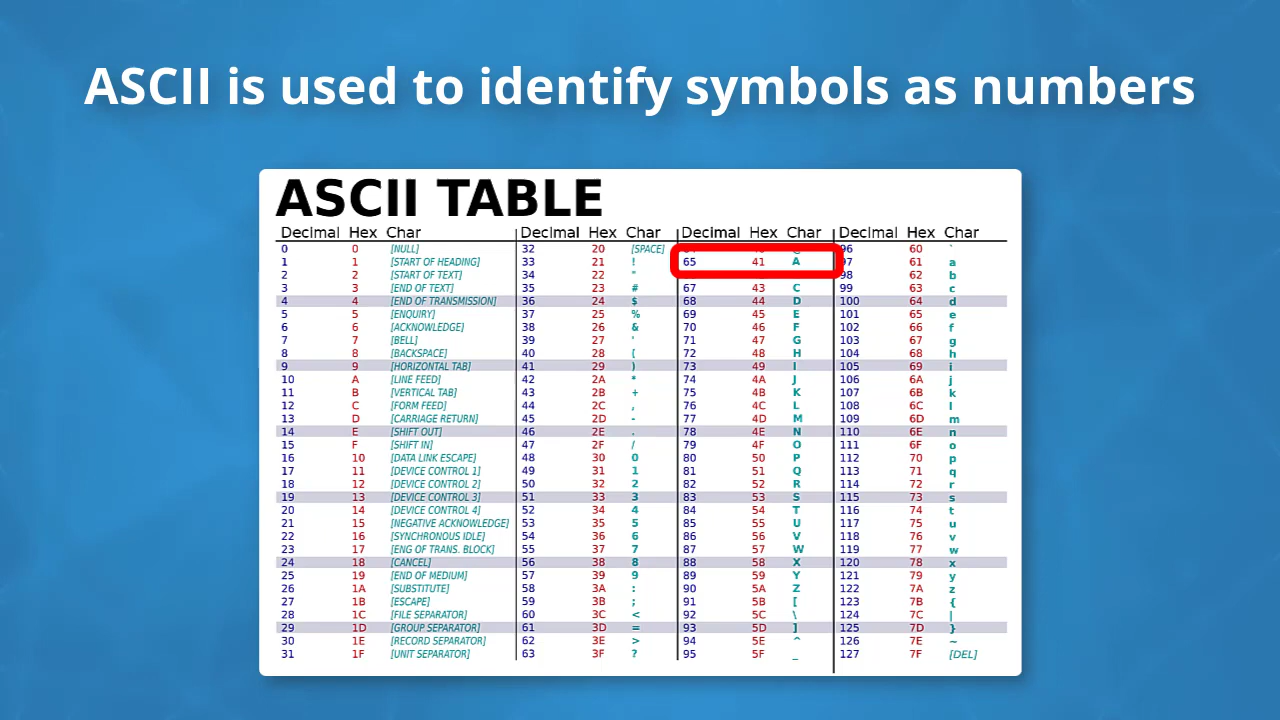 ASCII is used to identify symbols as numbers
ASCII TABLE
Decimal Hex Char Decimal Hex Char Decimal Hex Char Decimal Hex Char
0 0 [NULL] 32 20 [SPACE] 96 60 `
1 1 [START OF HEADING] 33 21 ! 65 41 A 97 61 a
2 2 [START OF TEXT] 34 22 " 98 62 b
3 3 [END OF TEXT] 35 23 # 67 43 C 99 63 c
4 4 [END OF TRANSMISSION] 36 24 $ 68 44 D 100 64 d
5 5 [ENQUIRY] 37 25 % 69 45 E 101 65 e
6 6 [ACKNOWLEDGE] 38 26 & 70 46 F 102 66 f
7 7 [BELL] 39 27 ' 71 47 G 103 67 g
8 8 [BACKSPACE] 40 28 ( 72 48 H 104 68 h
9 9 [HORIZONTAL TAB] 41 29 ) 73 49 I 105 69 i
10 A [LINE FEED] 42 2A * 74 4A J 106 6A j
11 B [VERTICAL TAB] 43 2B + 75 4B K 107 6B k
12 C [FORM FEED] 44 2C , 76 4C L 108 6C l
13 D [CARRIAGE RETURN] 45 2D - 77 4D M 109 6D m
14 E [SHIFT OUT] 46 2E . 78 4E N 110 6E n
15 F [SHIFT IN] 47 2F / 79 4F O 111 6F o
16 10 [DATA LINK ESCAPE] 48 30 0 80 50 P 112 70 p
17 11 [DEVICE CONTROL 1] 49 31 1 81 51 Q 113 71 q
18 12 [DEVICE CONTROL 2] 50 32 2 82 52 R 114 72 r
19 13 [DEVICE CONTROL 3] 51 33 3 83 53 S 115 73 s
20 14 [DEVICE CONTROL 4] 52 34 4 84 54 T 116 74 t
21 15 [NEGATIVE ACKNOWLEDGE] 53 35 5 85 55 U 117 75 u
22 16 [SYNCHRONOUS IDLE] 54 36 6 86 56 V 118 76 v
23 17 [ENG OF TRANS. BLOCK] 55 37 7 87 57 W 119 77 w
24 18 [CANCEL] 56 38 8 88 58 X 120 78 x
25 19 [END OF MEDIUM] 57 39 9 89 59 Y 121 79 y
26 1A [SUBSTITUTE] 58 3A : 90 5A Z 122 7A z
27 1B [ESCAPE] 59 3B ; 91 5B [ 123 7B {
28 1C [FILE SEPARATOR] 60 3C < 92 5C \ 124 7C |
29 1D [GROUP SEPARATOR] 61 3D = 93 5D ] 125 7D }
30 1E [RECORD SEPARATOR] 62 3E > 94 5E ^ 126 7E ~
31 1F [UNIT SEPARATOR] 63 3F ? 95 5F _ 127 7F [DEL]